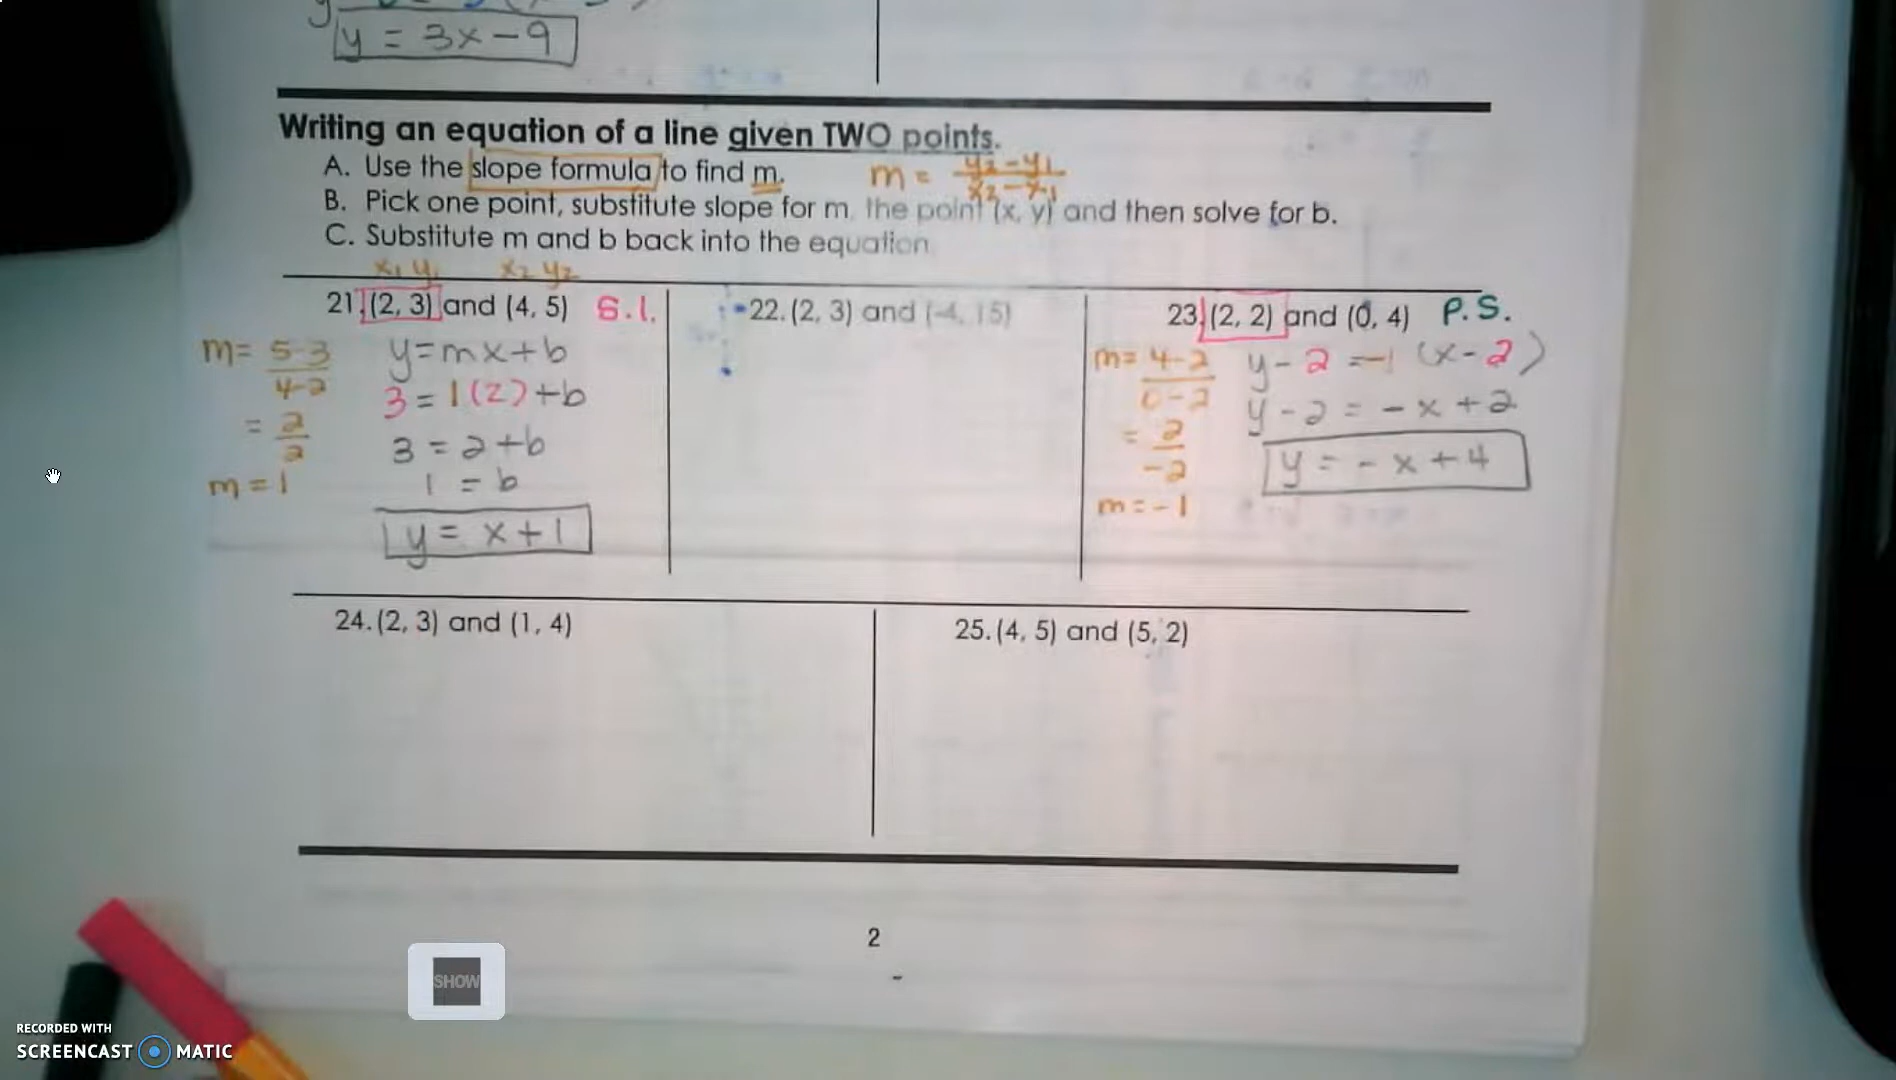 y = 3x - 9
Writing an equation of a line given TWO points.
A. Use the slope formula to find m. m = y₂-y₁/x₂-x₁
B. Pick one point, substitute slope for m, the point (x, y) and then solve for b.
C. Substitute m and b back into the equation
x₁ y₁ x₂ y₂
21. (2, 3) and (4, 5) S.I.
m = 5-3/4-2
= 2/2
m = 1
y = mx + b
3 = 1(2) + b
3 = 2 + b
1 = b
y = x + 1
22. (2, 3) and (-4, 15)
23. (2, 2) and (0, 4) P.S.
m = 4-2/0-2
= 2/-2
m = -1
y - 2 = -1 (x - 2)
y - 2 = -x + 2
y = -x + 4
24. (2, 3) and (1, 4)
25. (4, 5) and (5, 2)
2
SHOW
RECORDED WITH
SCREENCAST MATIC